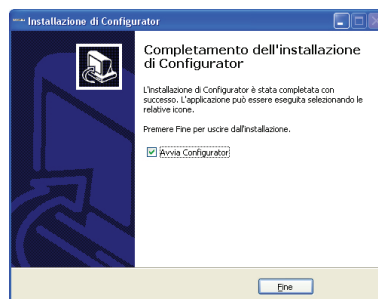 Installazione di Configurator
Completamento dell'installazione
di Configurator
L'installazione di Configurator è stata completata con
successo. L'applicazione può essere eseguita selezionando le
relative icone.
Premere Fine per uscire dall'installazione.
Avvia Configurator
Fine